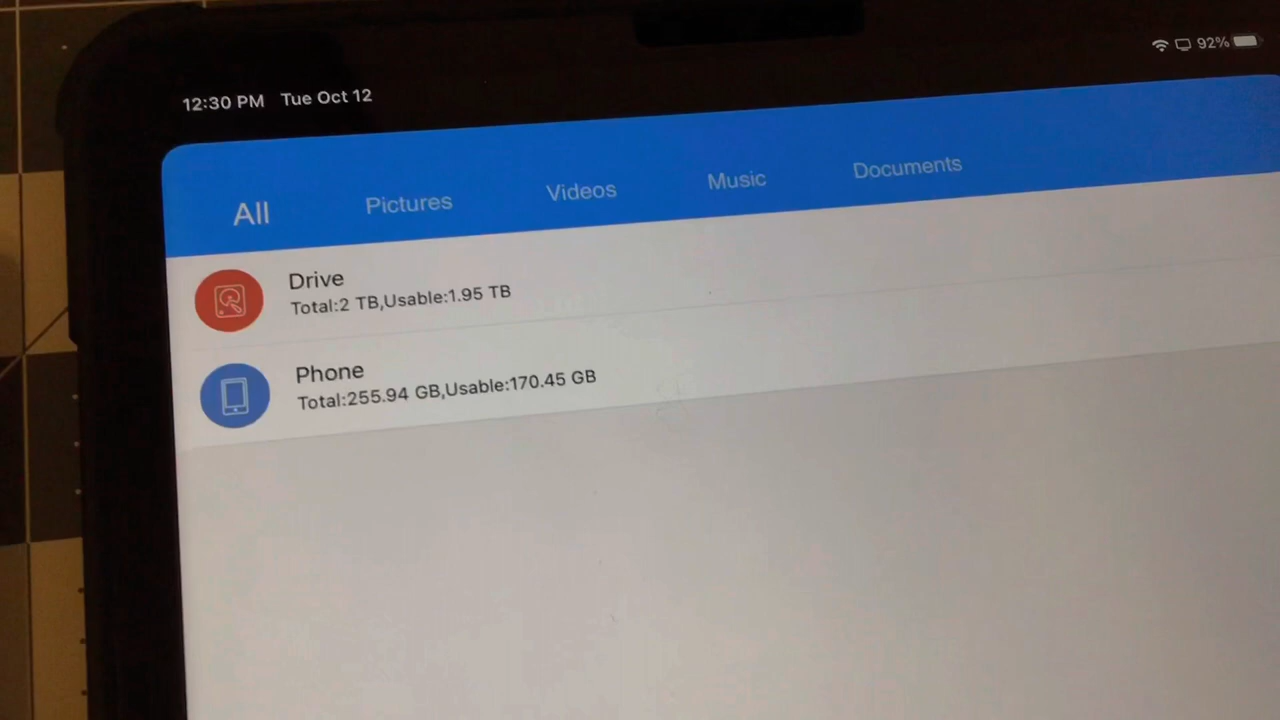 12:30 PM Tue Oct 12
92%
All Pictures Videos Music Documents
Drive
Total:2 TB,Usable:1.95 TB
Phone
Total:255.94 GB,Usable:170.45 GB